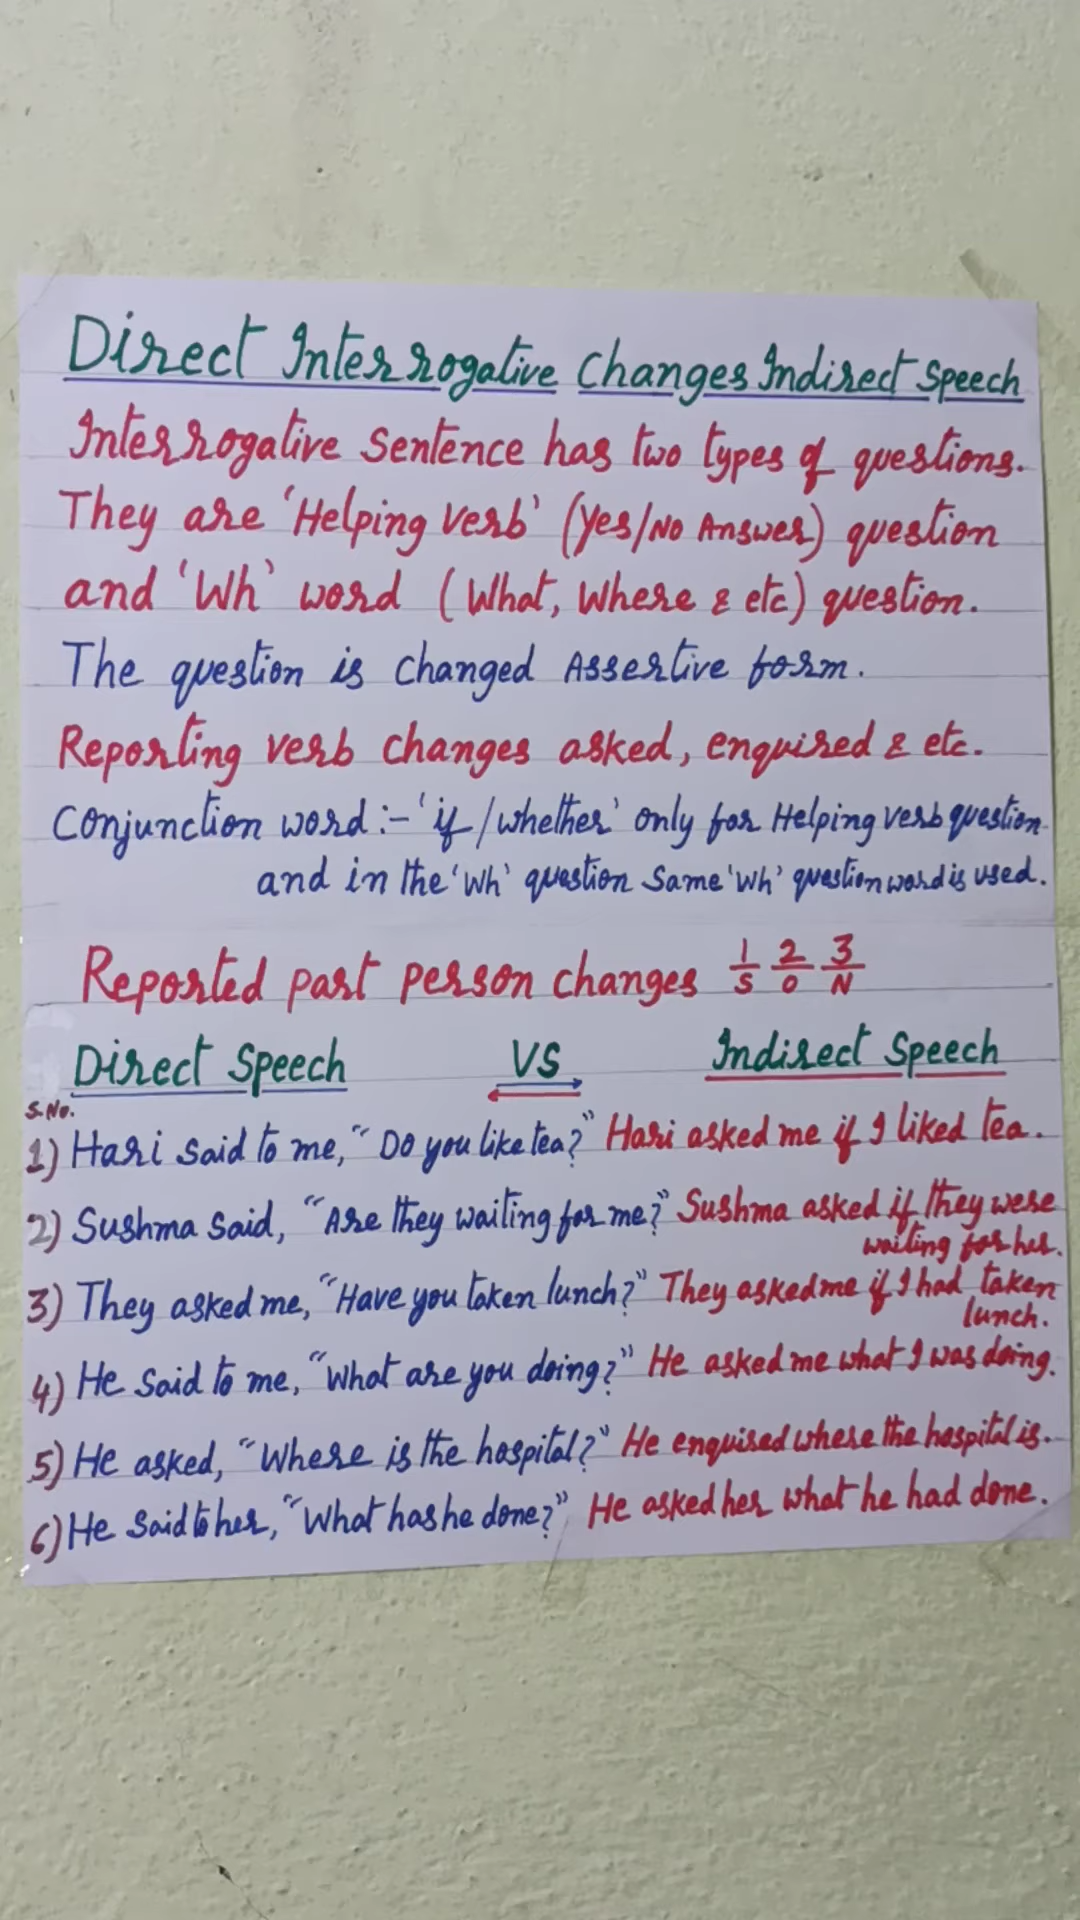 Direct Interrogative Changes Indirect Speech
Interrogative Sentence has two types of questions.
They are 'Helping verb' (Yes/No Answer) question
and 'Wh' word (What, Where & etc) question.
The question is changed Assertive form.
Reporting verb changes asked, enquired & etc.
Conjunction word :- 'if/whether' only for Helping verb question
and in the 'Wh' question Same 'Wh' question word is used.
Reported part person changes 1/S 2/O 3/N
Direct Speech VS Indirect Speech
S.No.
1) Hari said to me, "Do you like tea?" Hari asked me if I liked tea.
2) Sushma said, "Are they waiting for me?" Sushma asked if they were
waiting for her.
3) They asked me, "Have you taken lunch?" They asked me if I had taken
lunch.
4) He said to me, "What are you doing?" He asked me what I was doing.
5) He asked, "Where is the hospital?" He enquired where the hospital is.
6) He said to her, "What has he done?" He asked her what he had done.